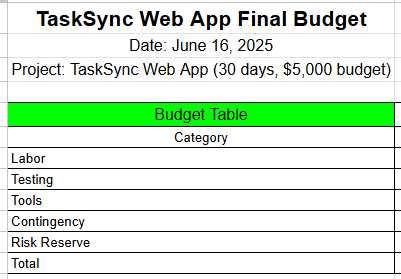 TaskSync Web App Final Budget
Date: June 16, 2025
Project: TaskSync Web App (30 days, $5,000 budget)
Budget Table
Category
Labor
Testing
Tools
Contingency
Risk Reserve
Total